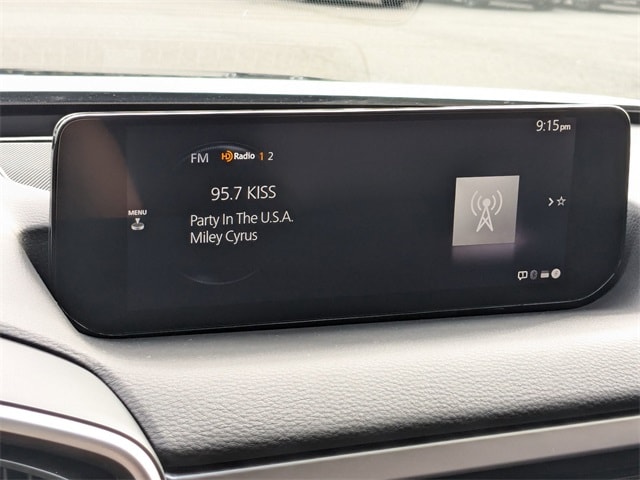 9:15pm
FM HD Radio 1 2
95.7 KISS
MENU
Party In The U.S.A.
Miley Cyrus